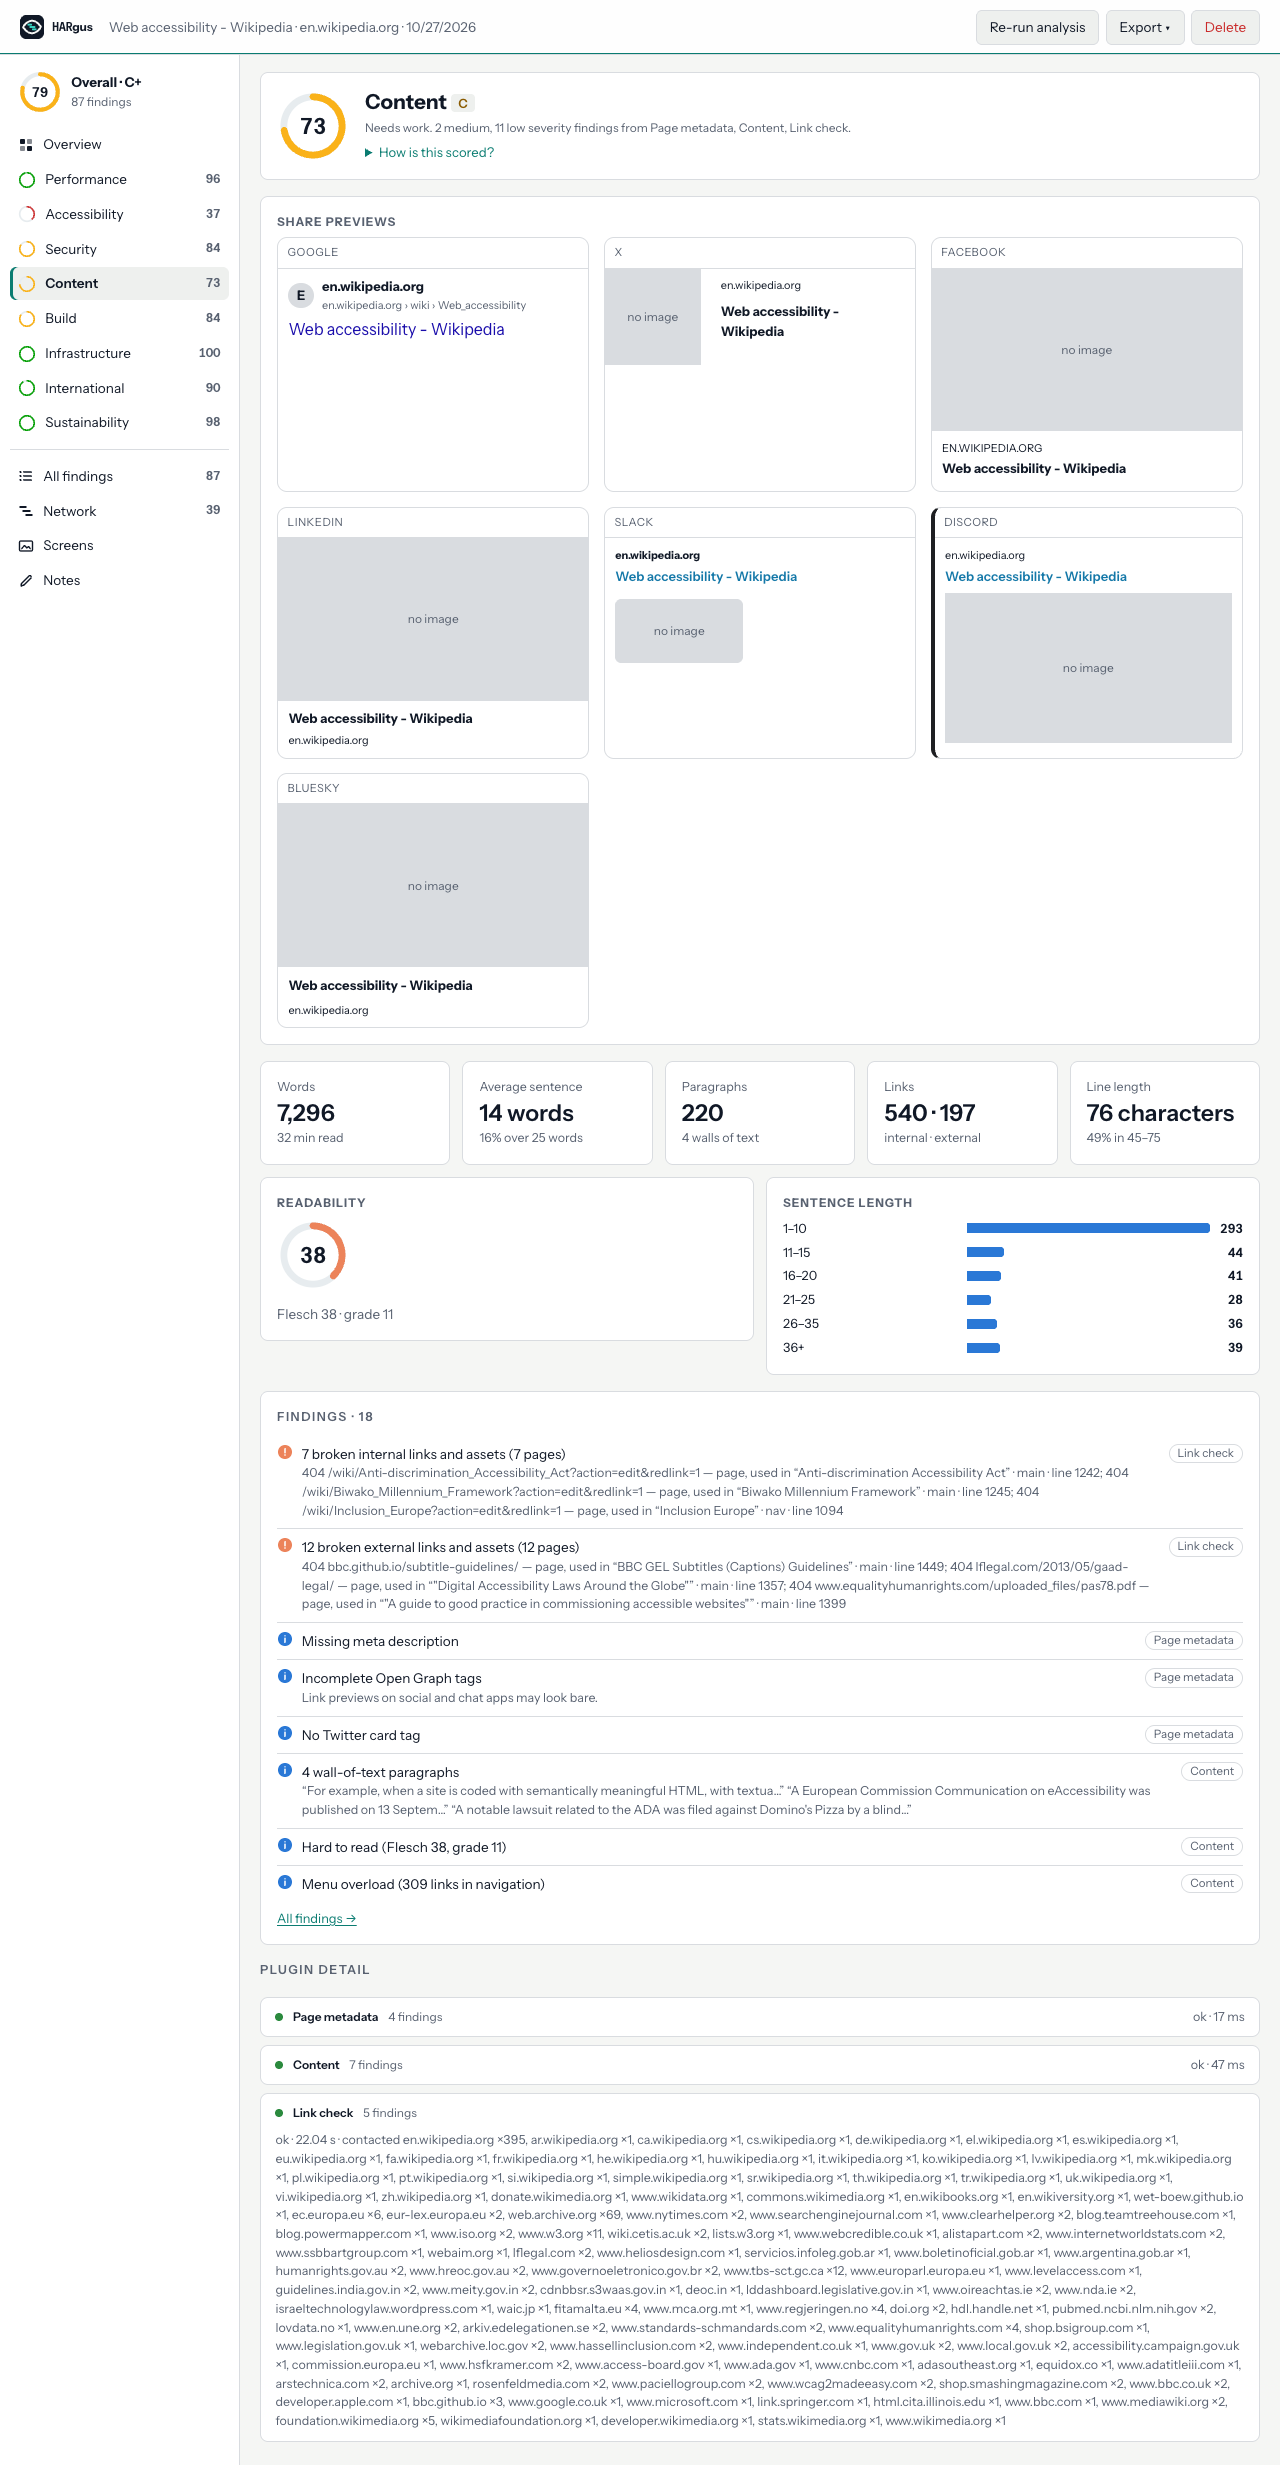 HARgus
Web accessibility - Wikipedia · en.wikipedia.org · 10/27/2026
Re-run analysis
Export ▾
Delete
79
Overall · C+
87 findings
Overview
Performance 96
Accessibility 37
Security 84
Content 73
Build 84
Infrastructure 100
International 90
Sustainability 98
All findings 87
Network 39
Screens
Notes
73
Content C
Needs work. 2 medium, 11 low severity findings from Page metadata, Content, Link check.
▶ How is this scored?
SHARE PREVIEWS
GOOGLE
E
en.wikipedia.org
en.wikipedia.org › wiki › Web_accessibility
Web accessibility - Wikipedia
X
no image
en.wikipedia.org
Web accessibility -
Wikipedia
FACEBOOK
no image
EN.WIKIPEDIA.ORG
Web accessibility - Wikipedia
LINKEDIN
no image
Web accessibility - Wikipedia
en.wikipedia.org
SLACK
en.wikipedia.org
Web accessibility - Wikipedia
no image
DISCORD
en.wikipedia.org
Web accessibility - Wikipedia
no image
BLUESKY
no image
Web accessibility - Wikipedia
en.wikipedia.org
Words
7,296
32 min read
Average sentence
14 words
16% over 25 words
Paragraphs
220
4 walls of text
Links
540 · 197
internal · external
Line length
76 characters
49% in 45–75
READABILITY
38
Flesch 38 · grade 11
SENTENCE LENGTH
1–10 293
11–15 44
16–20 41
21–25 28
26–35 36
36+ 39
FINDINGS · 18
7 broken internal links and assets (7 pages)
Link check
404 /wiki/Anti-discrimination_Accessibility_Act?action=edit&redlink=1 — page, used in “Anti-discrimination Accessibility Act” · main · line 1242; 404
/wiki/Biwako_Millennium_Framework?action=edit&redlink=1 — page, used in “Biwako Millennium Framework” · main · line 1245; 404
/wiki/Inclusion_Europe?action=edit&redlink=1 — page, used in “Inclusion Europe” · nav · line 1094
12 broken external links and assets (12 pages)
Link check
404 bbc.github.io/subtitle-guidelines/ — page, used in “BBC GEL Subtitles (Captions) Guidelines” · main · line 1449; 404 lflegal.com/2013/05/gaad-
legal/ — page, used in “"Digital Accessibility Laws Around the Globe"” · main · line 1357; 404 www.equalityhumanrights.com/uploaded_files/pas78.pdf —
page, used in “"A guide to good practice in commissioning accessible websites"” · main · line 1399
Missing meta description
Page metadata
Incomplete Open Graph tags
Page metadata
Link previews on social and chat apps may look bare.
No Twitter card tag
Page metadata
4 wall-of-text paragraphs
Content
“For example, when a site is coded with semantically meaningful HTML, with textua…” “A European Commission Communication on eAccessibility was
published on 13 Septem…” “A notable lawsuit related to the ADA was filed against Domino's Pizza by a blind…”
Hard to read (Flesch 38, grade 11)
Content
Menu overload (309 links in navigation)
Content
All findings →
PLUGIN DETAIL
Page metadata 4 findings ok · 17 ms
Content 7 findings ok · 47 ms
Link check 5 findings
ok · 22.04 s · contacted en.wikipedia.org ×395, ar.wikipedia.org ×1, ca.wikipedia.org ×1, cs.wikipedia.org ×1, de.wikipedia.org ×1, el.wikipedia.org ×1, es.wikipedia.org ×1,
eu.wikipedia.org ×1, fa.wikipedia.org ×1, fr.wikipedia.org ×1, he.wikipedia.org ×1, hu.wikipedia.org ×1, it.wikipedia.org ×1, ko.wikipedia.org ×1, lv.wikipedia.org ×1, mk.wikipedia.org
×1, pl.wikipedia.org ×1, pt.wikipedia.org ×1, si.wikipedia.org ×1, simple.wikipedia.org ×1, sr.wikipedia.org ×1, th.wikipedia.org ×1, tr.wikipedia.org ×1, uk.wikipedia.org ×1,
vi.wikipedia.org ×1, zh.wikipedia.org ×1, donate.wikimedia.org ×1, www.wikidata.org ×1, commons.wikimedia.org ×1, en.wikibooks.org ×1, en.wikiversity.org ×1, wet-boew.github.io
×1, ec.europa.eu ×6, eur-lex.europa.eu ×2, web.archive.org ×69, www.nytimes.com ×2, www.searchenginejournal.com ×1, www.clearhelper.org ×2, blog.teamtreehouse.com ×1,
blog.powermapper.com ×1, www.iso.org ×2, www.w3.org ×11, wiki.cetis.ac.uk ×2, lists.w3.org ×1, www.webcredible.co.uk ×1, alistapart.com ×2, www.internetworldstats.com ×2,
www.ssbbartgroup.com ×1, webaim.org ×1, lflegal.com ×2, www.heliosdesign.com ×1, servicios.infoleg.gob.ar ×1, www.boletinoficial.gob.ar ×1, www.argentina.gob.ar ×1,
humanrights.gov.au ×2, www.hreoc.gov.au ×2, www.governoeletronico.gov.br ×2, www.tbs-sct.gc.ca ×12, www.europarl.europa.eu ×1, www.levelaccess.com ×1,
guidelines.india.gov.in ×2, www.meity.gov.in ×2, cdnbbsr.s3waas.gov.in ×1, deoc.in ×1, lddashboard.legislative.gov.in ×1, www.oireachtas.ie ×2, www.nda.ie ×2,
israeltechnologylaw.wordpress.com ×1, waic.jp ×1, fitamalta.eu ×4, www.mca.org.mt ×1, www.regjeringen.no ×4, doi.org ×2, hdl.handle.net ×1, pubmed.ncbi.nlm.nih.gov ×2,
lovdata.no ×1, www.en.une.org ×2, arkiv.edelegationen.se ×2, www.standards-schmandards.com ×2, www.equalityhumanrights.com ×4, shop.bsigroup.com ×1,
www.legislation.gov.uk ×1, webarchive.loc.gov ×2, www.hassellinclusion.com ×2, www.independent.co.uk ×1, www.gov.uk ×2, www.local.gov.uk ×2, accessibility.campaign.gov.uk
×1, commission.europa.eu ×1, www.hsfkramer.com ×2, www.access-board.gov ×1, www.ada.gov ×1, www.cnbc.com ×1, adasoutheast.org ×1, equidox.co ×1, www.adatitleiii.com ×1,
arstechnica.com ×2, archive.org ×1, rosenfeldmedia.com ×2, www.paciellogroup.com ×2, www.wcag2madeeasy.com ×2, shop.smashingmagazine.com ×2, www.bbc.co.uk ×2,
developer.apple.com ×1, bbc.github.io ×3, www.google.co.uk ×1, www.microsoft.com ×1, link.springer.com ×1, html.cita.illinois.edu ×1, www.bbc.com ×1, www.mediawiki.org ×2,
foundation.wikimedia.org ×5, wikimediafoundation.org ×1, developer.wikimedia.org ×1, stats.wikimedia.org ×1, www.wikimedia.org ×1